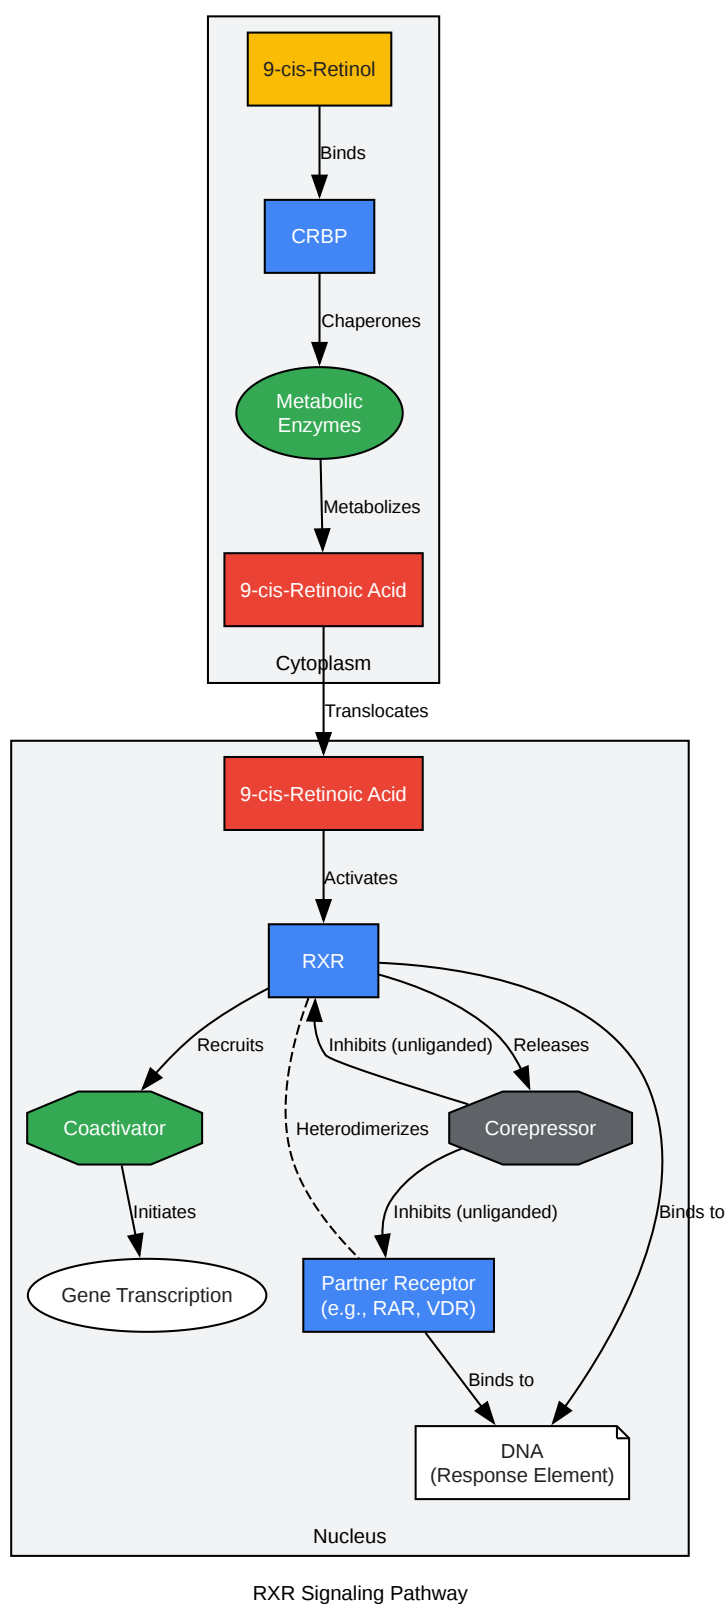 9-cis-Retinol
Binds
CRBP
Chaperones
Metabolic
Enzymes
Metabolizes
9-cis-Retinoic Acid
Cytoplasm
Translocates
9-cis-Retinoic Acid
Activates
RXR
Recruits
Inhibits (unliganded)
Releases
Coactivator
Heterodimerizes
Corepressor
Initiates
Inhibits (unliganded)
Binds to
Gene Transcription
Partner Receptor
(e.g., RAR, VDR)
Binds to
DNA
(Response Element)
Nucleus
RXR Signaling Pathway